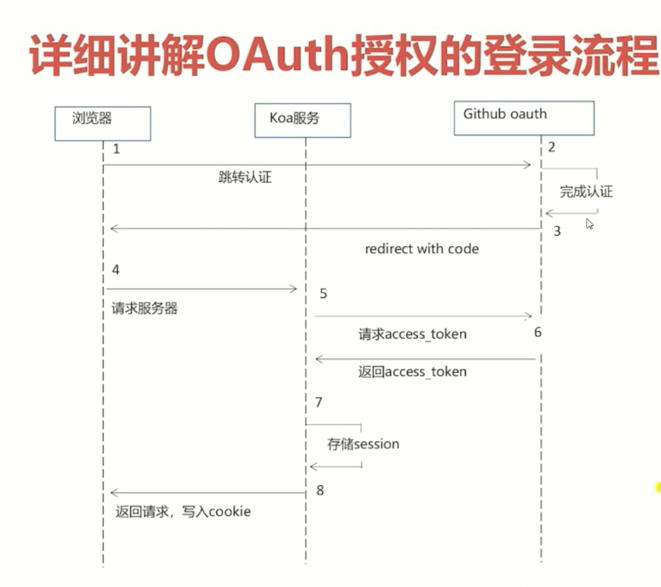 详细讲解OAuth授权的登录流程
浏览器
Koa服务
Github oauth
1
2
跳转认证
完成认证
3
redirect with code
4
5
请求服务器
请求access_token
6
返回access_token
7
存储session
8
返回请求，写入cookie